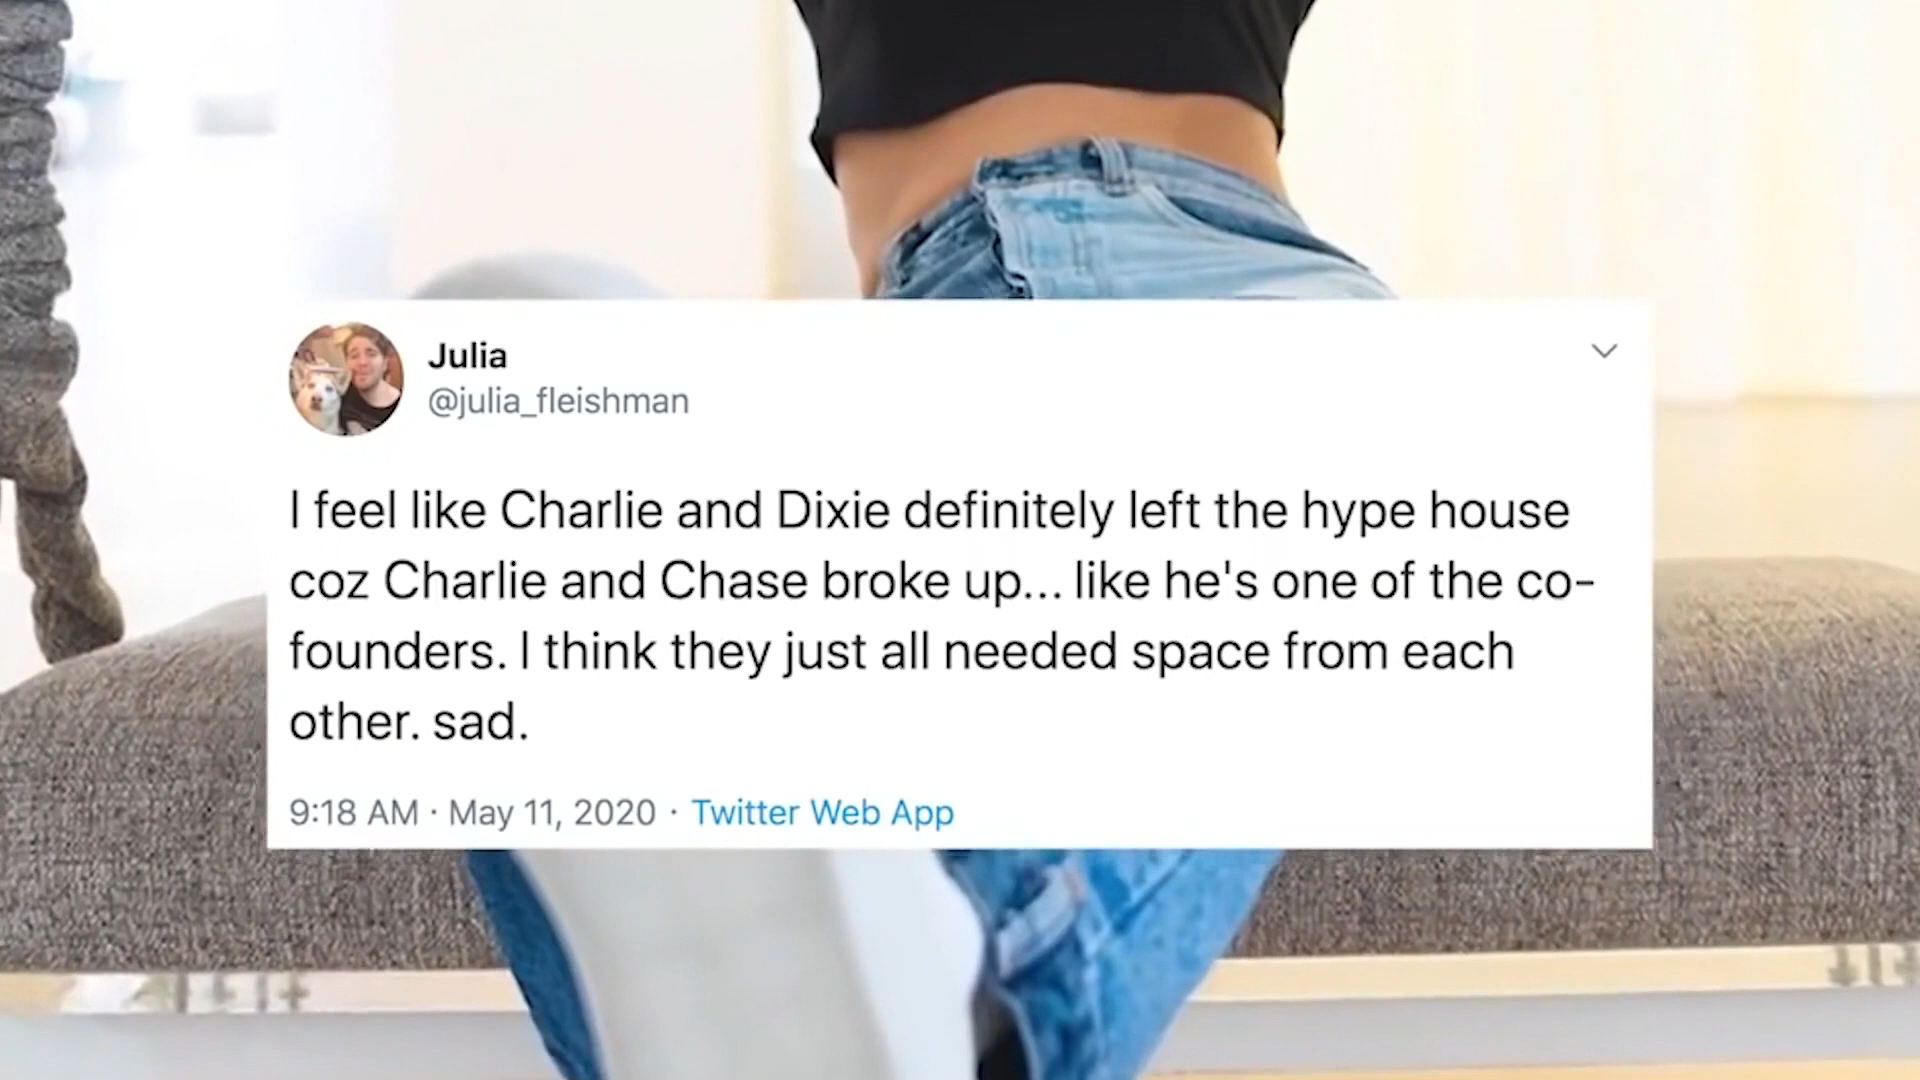 Julia
@julia_fleishman
I feel like Charlie and Dixie definitely left the hype house
coz Charlie and Chase broke up... like he's one of the co-
founders. I think they just all needed space from each
other. sad.
9:18 AM · May 11, 2020 · Twitter Web App